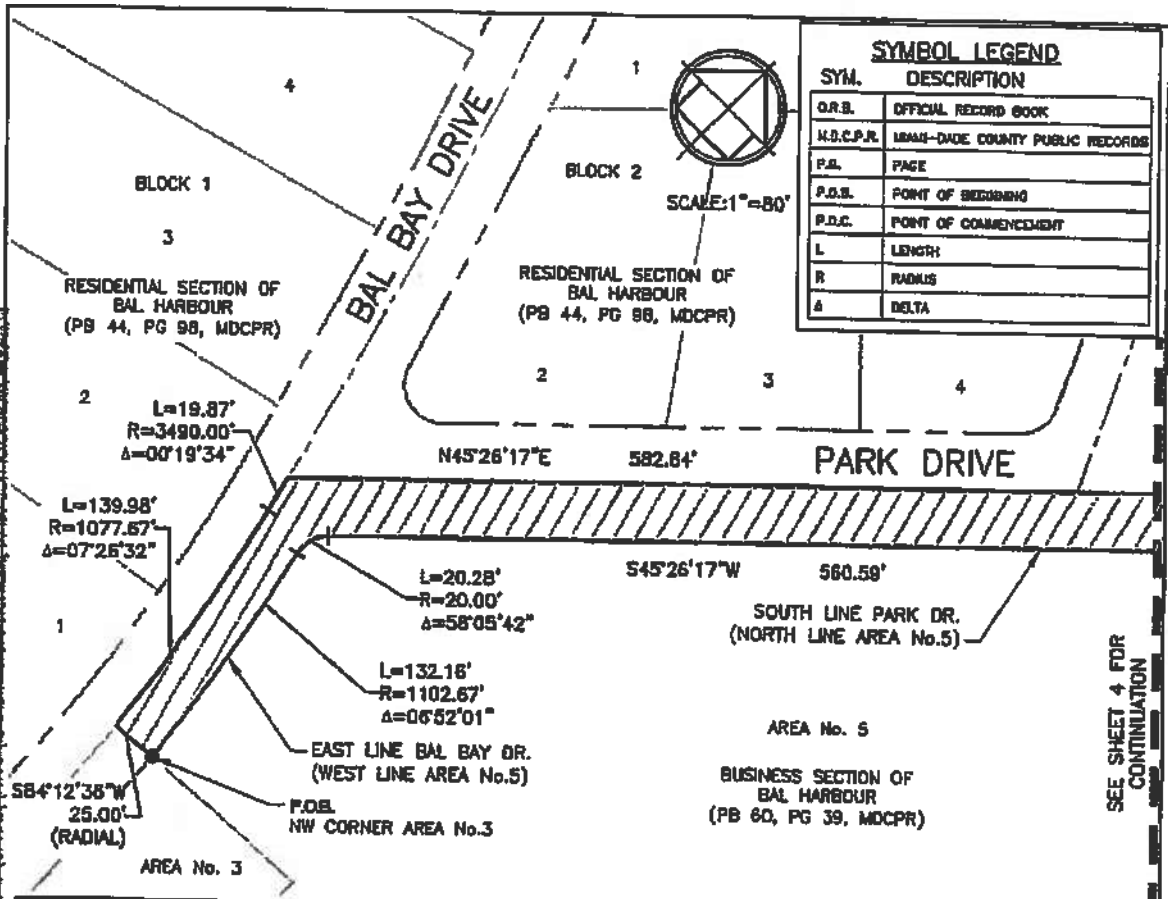 SYMBOL LEGEND
SYM. DESCRIPTION
O.R.B. OFFICIAL RECORD BOOK
M.D.C.P.R. MIAMI-DADE COUNTY PUBLIC RECORDS
P.G. PAGE
P.O.B. POINT OF BEGINNING
P.O.C. POINT OF COMMENCEMENT
L LENGTH
R RADIUS
Δ DELTA
4
1
BAL BAY DRIVE
BLOCK 1
BLOCK 2
SCALE:1"=80'
3
RESIDENTIAL SECTION OF
BAL HARBOUR
(PB 44, PG 98, MDCPR)
RESIDENTIAL SECTION OF
BAL HARBOUR
(PB 44, PG 98, MDCPR)
2
2
3
4
L=19.87'
R=3490.00'
Δ=00°19'34"
N45°26'17"E
582.64'
PARK DRIVE
L=139.98'
R=1077.67'
Δ=07°26'32"
L=20.28'
R=20.00'
Δ=58°05'42"
S45°26'17"W
560.59'
SOUTH LINE PARK DR.
(NORTH LINE AREA No.5)
1
L=132.16'
R=1102.67'
Δ=06°52'01"
EAST LINE BAL BAY DR.
(WEST LINE AREA No.5)
AREA No. 5
BUSINESS SECTION OF
BAL HARBOUR
(PB 60, PG 39, MDCPR)
SEE SHEET 4 FOR
CONTINUATION
S84°12'38"W
25.00'
(RADIAL)
P.O.B.
NW CORNER AREA No.3
AREA No. 3